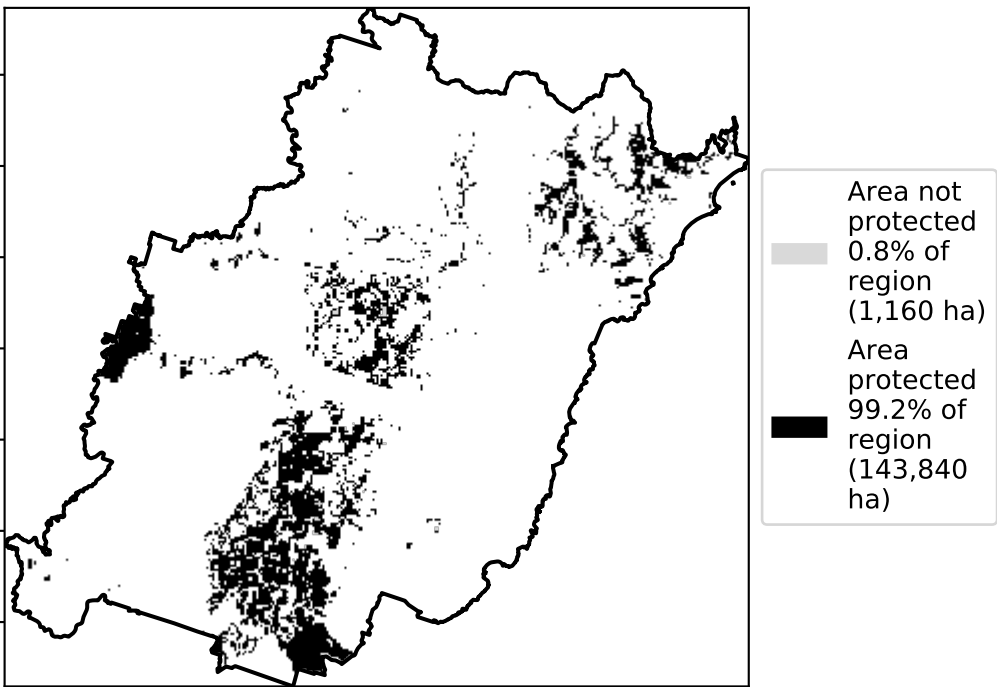 Area not
protected
0.8% of
region
(1,160 ha)
Area
protected
99.2% of
region
(143,840
ha)